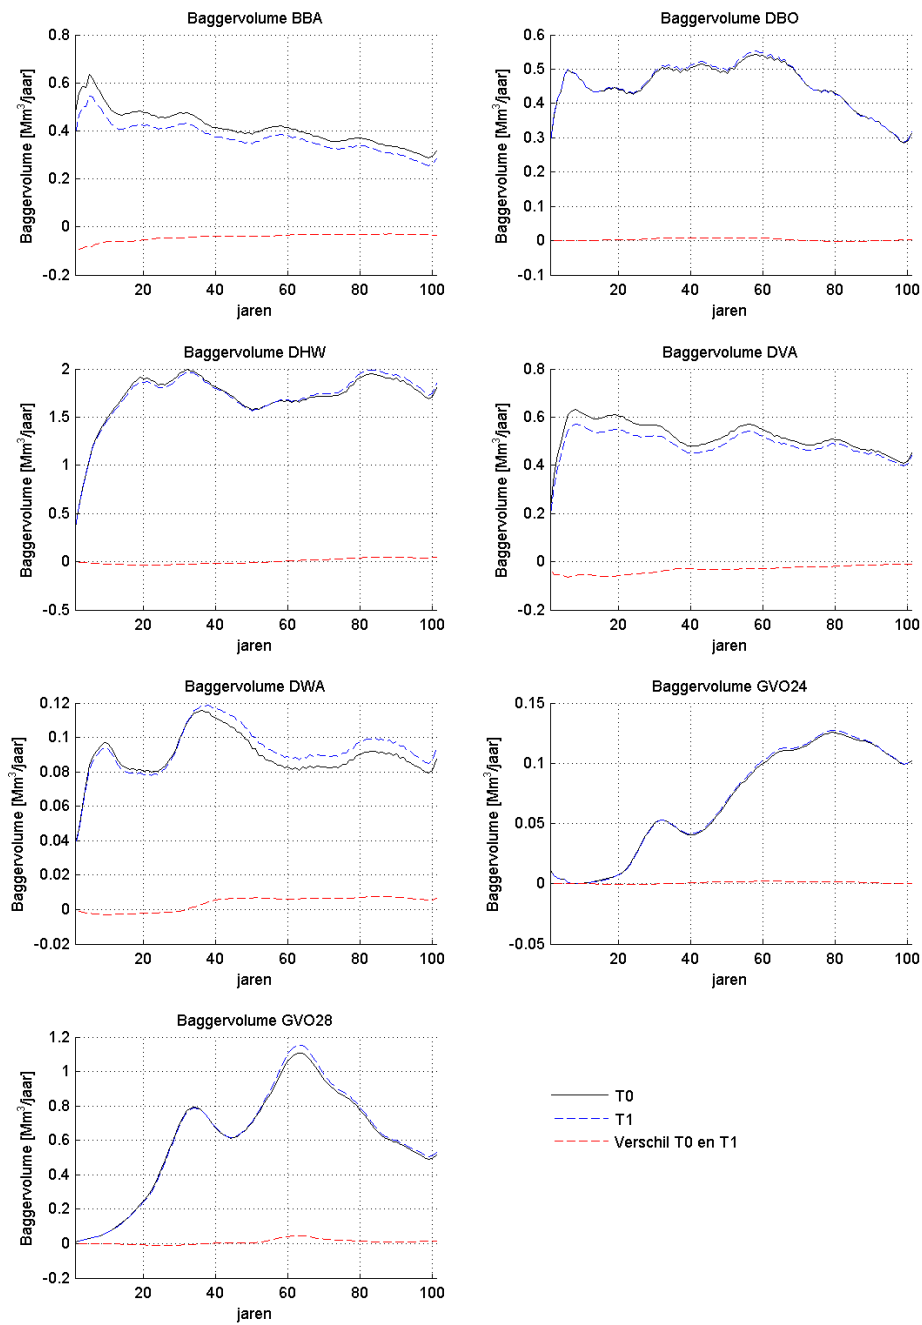 Baggervolume BBA
Baggervolume [Mm³/jaar]
0.8
0.6
0.4
0.2
0
-0.2
20 40 60 80 100
jaren
Baggervolume DBO
Baggervolume [Mm³/jaar]
0.6
0.5
0.4
0.3
0.2
0.1
0
-0.1
20 40 60 80 100
jaren
Baggervolume DHW
Baggervolume [Mm³/jaar]
2
1.5
1
0.5
0
-0.5
20 40 60 80 100
jaren
Baggervolume DVA
Baggervolume [Mm³/jaar]
0.8
0.6
0.4
0.2
0
-0.2
20 40 60 80 100
jaren
Baggervolume DWA
Baggervolume [Mm³/jaar]
0.12
0.1
0.08
0.06
0.04
0.02
0
-0.02
20 40 60 80 100
jaren
Baggervolume GVO24
Baggervolume [Mm³/jaar]
0.15
0.1
0.05
0
-0.05
20 40 60 80 100
jaren
Baggervolume GVO28
Baggervolume [Mm³/jaar]
1.2
1
0.8
0.6
0.4
0.2
0
-0.2
20 40 60 80 100
jaren
T0
T1
Verschil T0 en T1